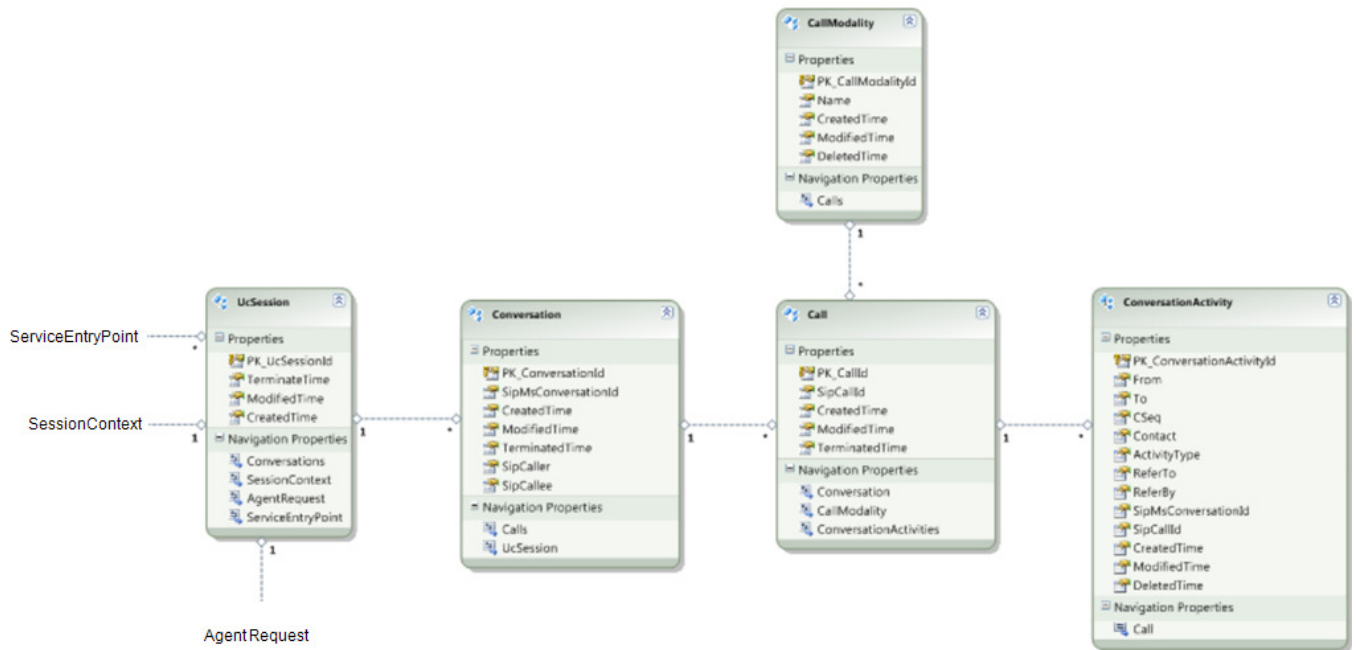 CallModality
Properties
PK_CallModalityId
Name
CreatedTime
ModifiedTime
DeletedTime
Navigation Properties
Calls
1
*
ServiceEntryPoint
*
SessionContext
1
UcSession
Properties
PK_UcSessionId
TerminateTime
ModifiedTime
CreatedTime
Navigation Properties
Conversations
SessionContext
AgentRequest
ServiceEntryPoint
1
AgentRequest
1
*
Conversation
Properties
PK_ConversationId
SipMsConversationId
CreatedTime
ModifiedTime
TerminatedTime
SipCaller
SipCallee
Navigation Properties
Calls
UcSession
1
*
Call
Properties
PK_CallId
SipCallId
CreatedTime
ModifiedTime
TerminatedTime
Navigation Properties
Conversation
CallModality
ConversationActivities
1
*
ConversationActivity
Properties
PK_ConversationActivityId
From
To
CSeq
Contact
ActivityType
ReferTo
ReferBy
SipMsConversationId
SipCallId
CreatedTime
ModifiedTime
DeletedTime
Navigation Properties
Call